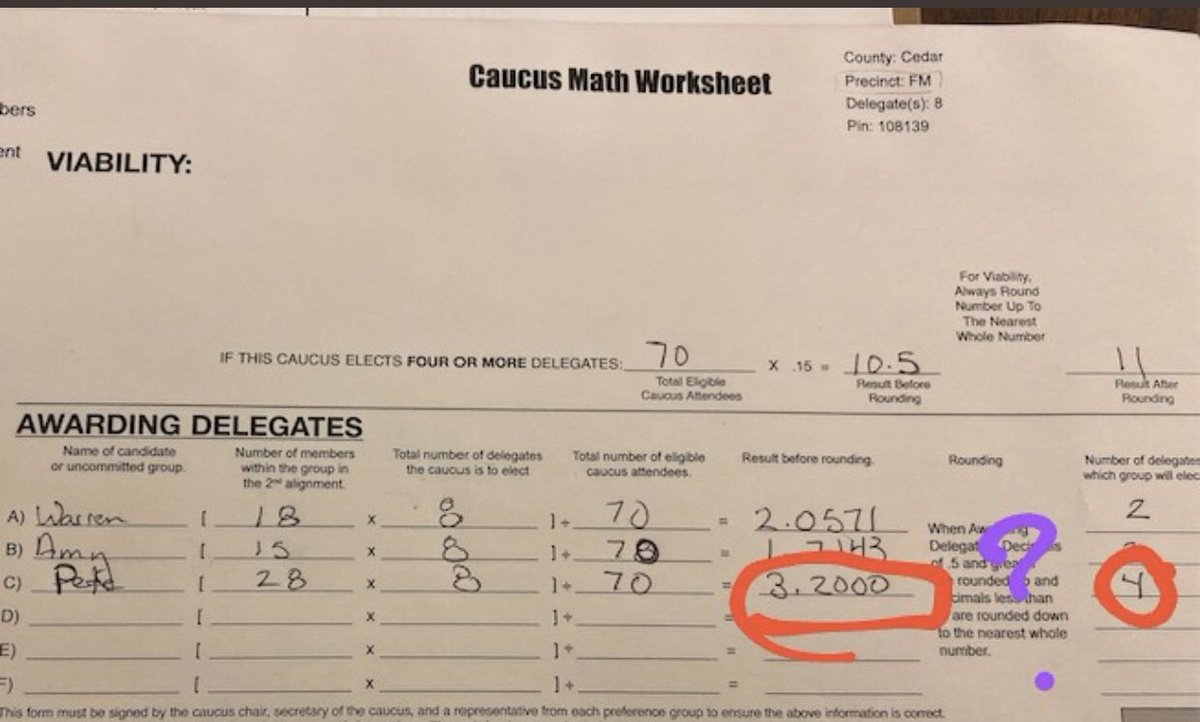 Caucus Math Worksheet
County: Cedar
Precinct: FM
Delegate(s): 8
Pin: 108139
bers
ent
VIABILITY:
For Viability,
Always Round
Number Up To
The Nearest
Whole Number
IF THIS CAUCUS ELECTS FOUR OR MORE DELEGATES: 70 X .15 = 10.5 11
Total Eligible Caucus Attendees
Result Before Rounding
Result After Rounding
AWARDING DELEGATES
Name of candidate or uncommitted group.
Number of members within the group in the 2nd alignment.
Total number of delegates the caucus is to elect
Total number of eligible caucus attendees.
Result before rounding.
Rounding
Number of delegates which group will elec
A) Warren [ 18 x 8 ] ÷ 70 = 2.0571 2
B) Amy [ 15 x 8 ] ÷ 70 = 1.7143
C) Pete [ 28 x 8 ] ÷ 70 = 3.2000 4
D) [ x ] ÷ =
E) [ x ] ÷ =
F) [ x ] ÷ =
When
of .5 and
rounded and
than
are rounded down
to the nearest whole
number.
?
This form must be signed by the caucus chair, secretary of the caucus, and a representative from each preference group to ensure the above information is correct.